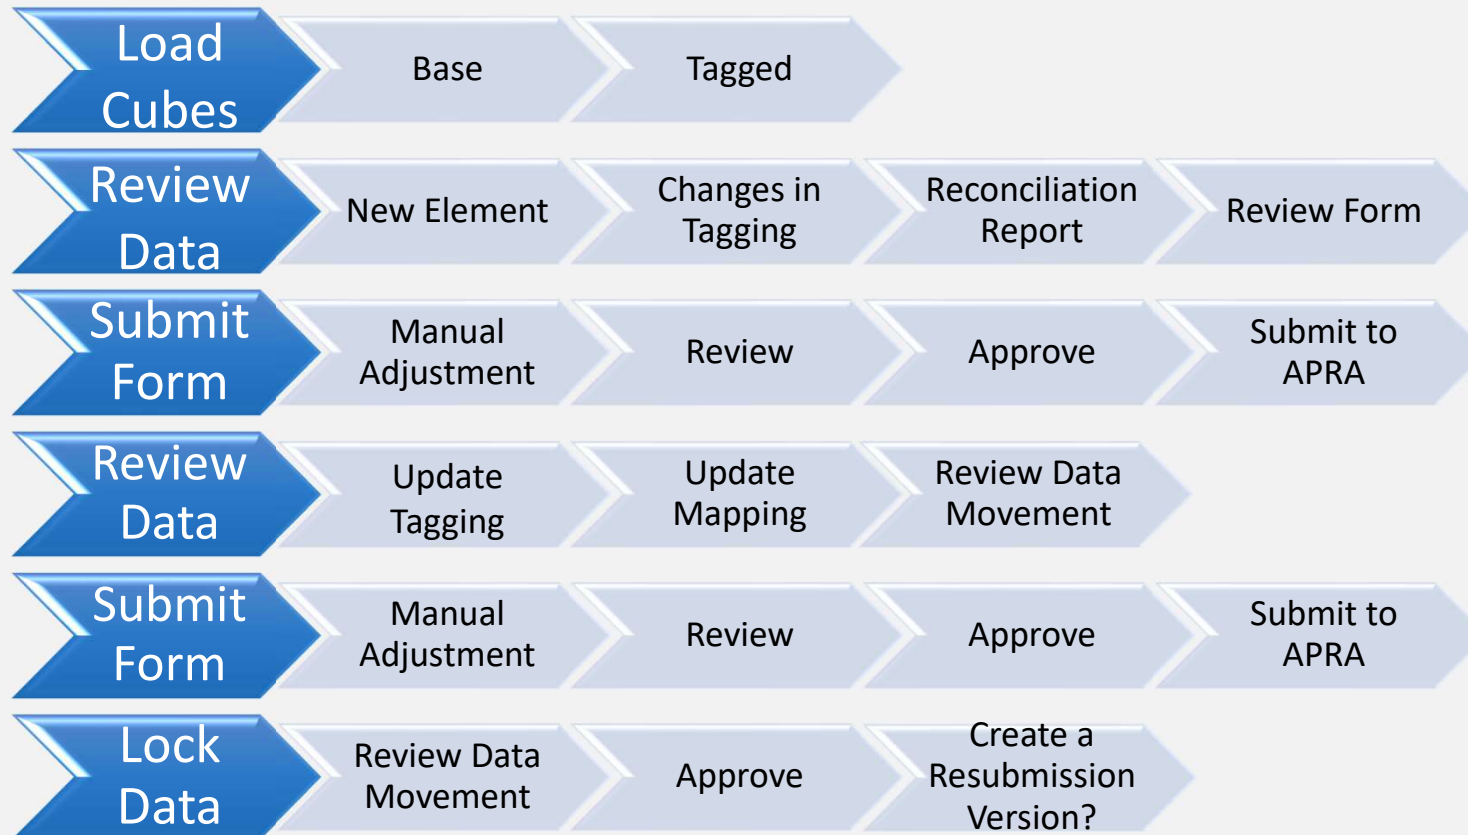 Load
Cubes
Base
Tagged
Review
Data
New Element
Changes in
Tagging
Reconciliation
Report
Review Form
Submit
Form
Manual
Adjustment
Review
Approve
Submit to
APRA
Review
Data
Update
Tagging
Update
Mapping
Review Data
Movement
Submit
Form
Manual
Adjustment
Review
Approve
Submit to
APRA
Lock
Data
Review Data
Movement
Approve
Create a
Resubmission
Version?